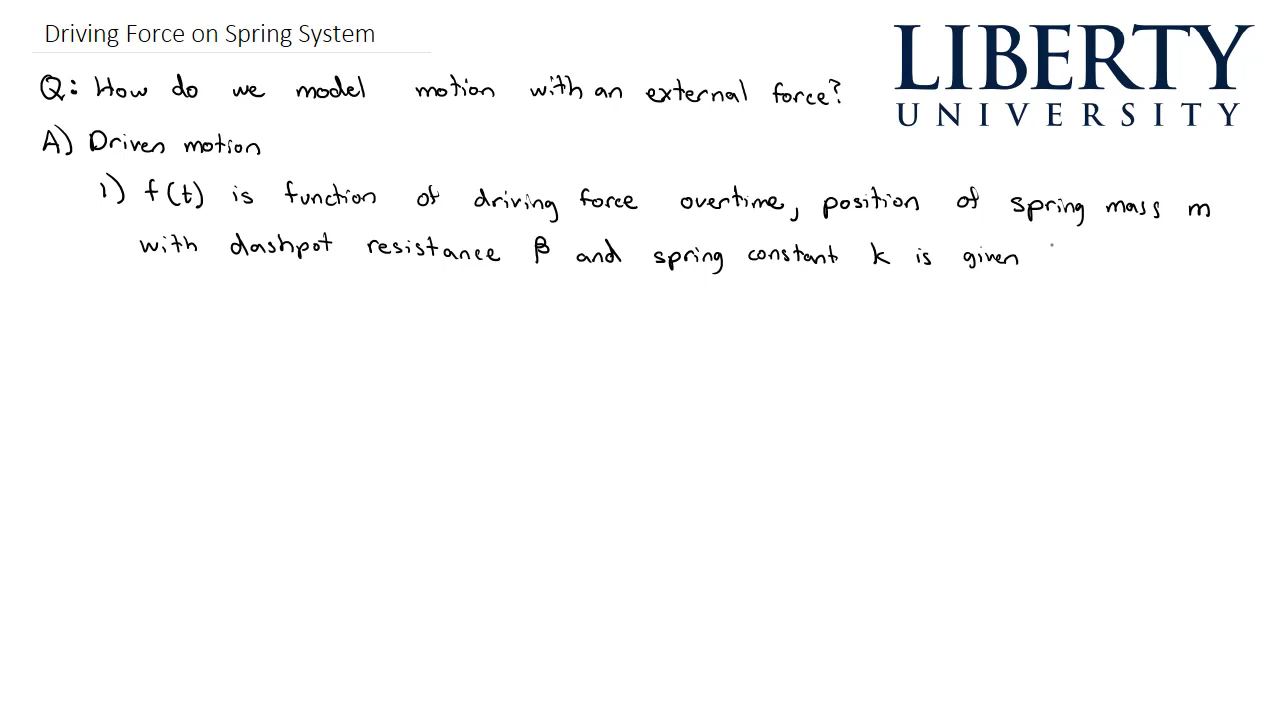 Driving Force on Spring System
LIBERTY
UNIVERSITY
Q: How do we model motion with an external force?
A) Driven motion
1) f(t) is function of driving force overtime, position of spring mass m
with dashpot resistance β and spring constant k is given